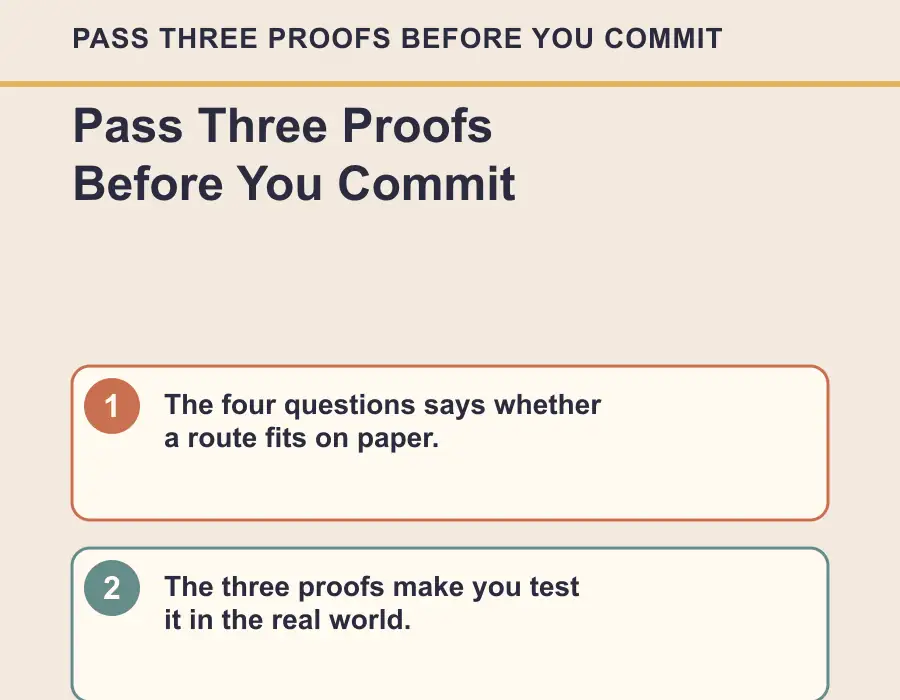 PASS THREE PROOFS BEFORE YOU COMMIT
Pass Three Proofs
Before You Commit
1
The four questions says whether
a route fits on paper.
2
The three proofs make you test
it in the real world.